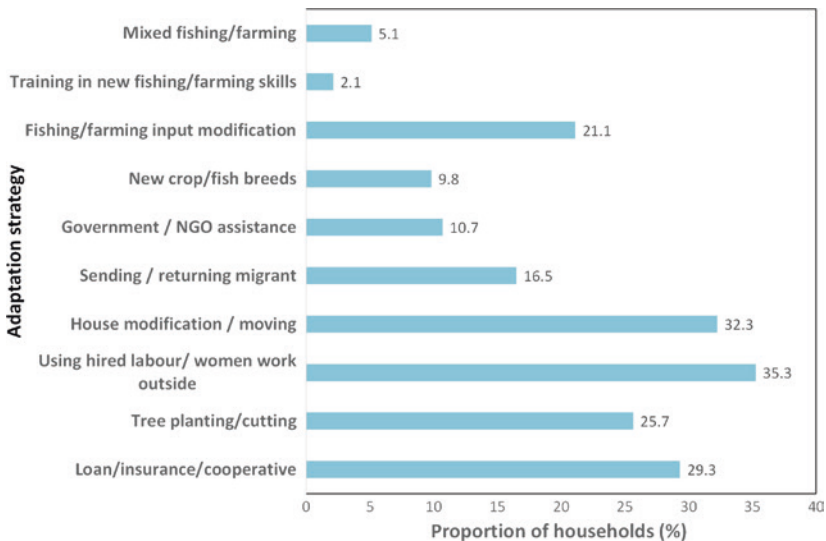 Adaptation strategy
Mixed fishing/farming
5.1
Training in new fishing/farming skills
2.1
Fishing/farming input modification
21.1
New crop/fish breeds
9.8
Government / NGO assistance
10.7
Sending / returning migrant
16.5
House modification / moving
32.3
Using hired labour/ women work
outside
35.3
Tree planting/cutting
25.7
Loan/insurance/cooperative
29.3
0 5 10 15 20 25 30 35 40
Proportion of households (%)